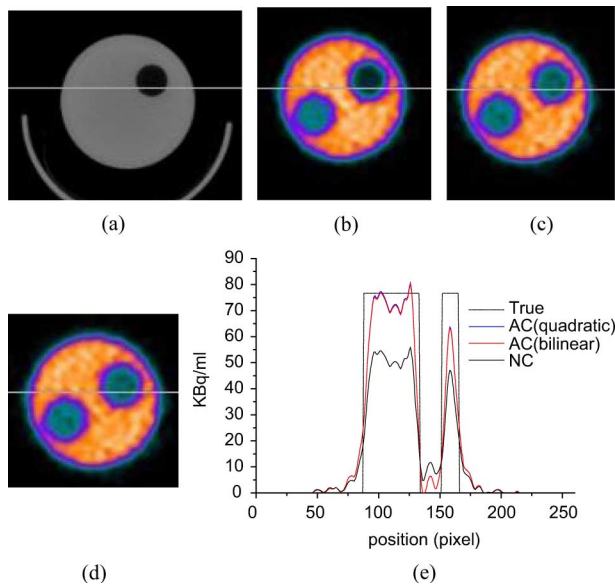 (a)
(b)
(c)
(d)
90
80
70
60
50
40
30
20
10
0
KBq/ml
True
AC(quadratic)
AC(bilinear)
NC
0
50
100
150
200
250
position (pixel)
(e)